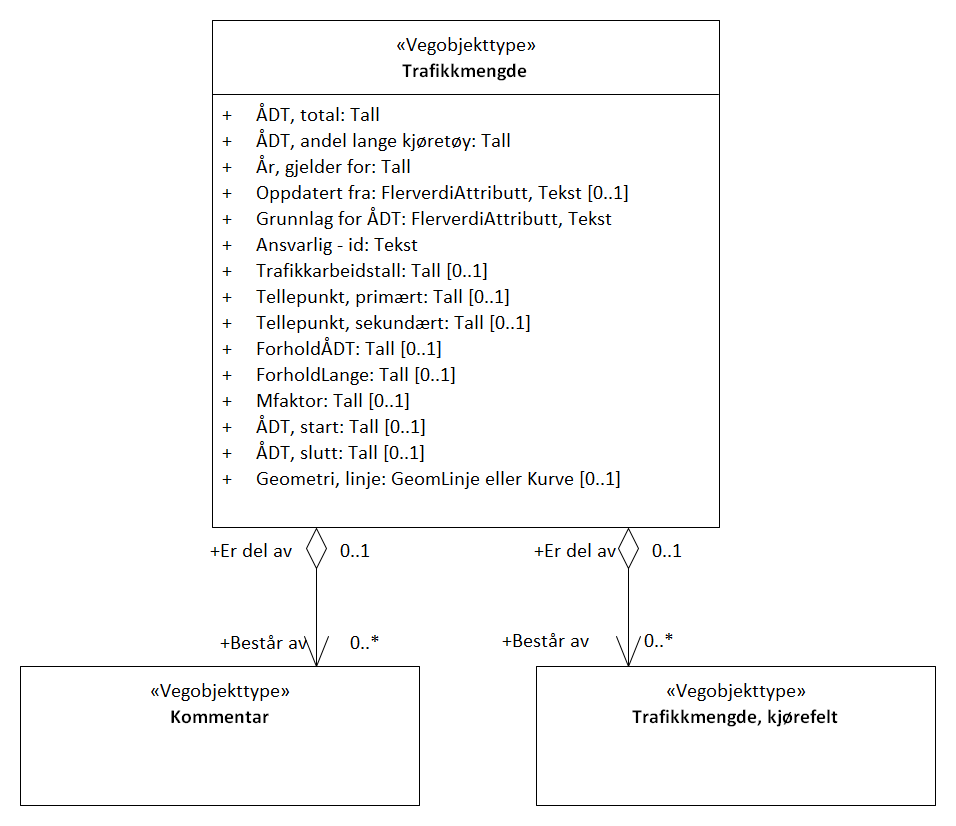 «Vegobjekttype»
Trafikkmengde
+ ÅDT, total: Tall
+ ÅDT, andel lange kjøretøy: Tall
+ År, gjelder for: Tall
+ Oppdatert fra: FlerverdiAttributt, Tekst [0..1]
+ Grunnlag for ÅDT: FlerverdiAttributt, Tekst
+ Ansvarlig - id: Tekst
+ Trafikkarbeidstall: Tall [0..1]
+ Tellepunkt, primært: Tall [0..1]
+ Tellepunkt, sekundært: Tall [0..1]
+ ForholdÅDT: Tall [0..1]
+ ForholdLange: Tall [0..1]
+ Mfaktor: Tall [0..1]
+ ÅDT, start: Tall [0..1]
+ ÅDT, slutt: Tall [0..1]
+ Geometri, linje: GeomLinje eller Kurve [0..1]
+Er del av 0..1 +Er del av 0..1
+Består av 0..* +Består av 0..*
«Vegobjekttype»
Kommentar
«Vegobjekttype»
Trafikkmengde, kjørefelt